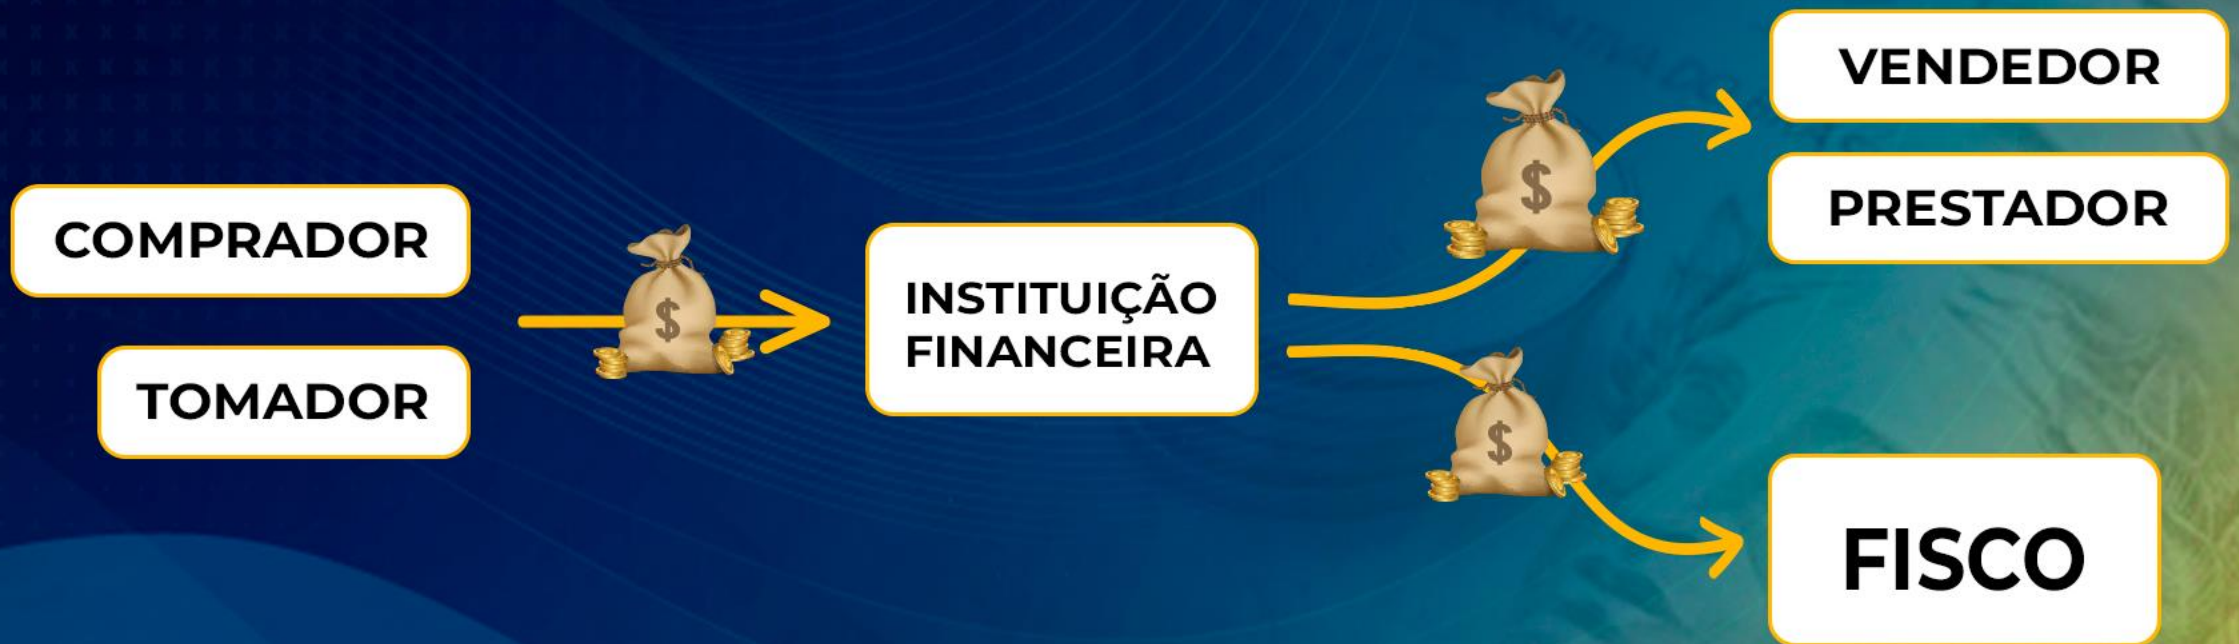 COMPRADOR
TOMADOR
$
INSTITUIÇÃO
FINANCEIRA
$
$
VENDEDOR
PRESTADOR
FISCO